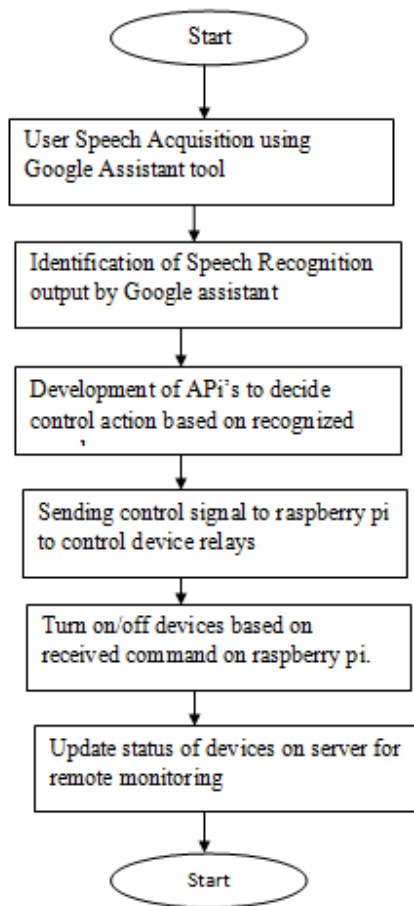 Start
User Speech Acquisition using
Google Assistant tool
Identification of Speech Recognition
output by Google assistant
Development of APi's to decide
control action based on recognized
Sending control signal to raspberry pi
to control device relays
Turn on/off devices based on
received command on raspberry pi.
Update status of devices on server for
remote monitoring
Start